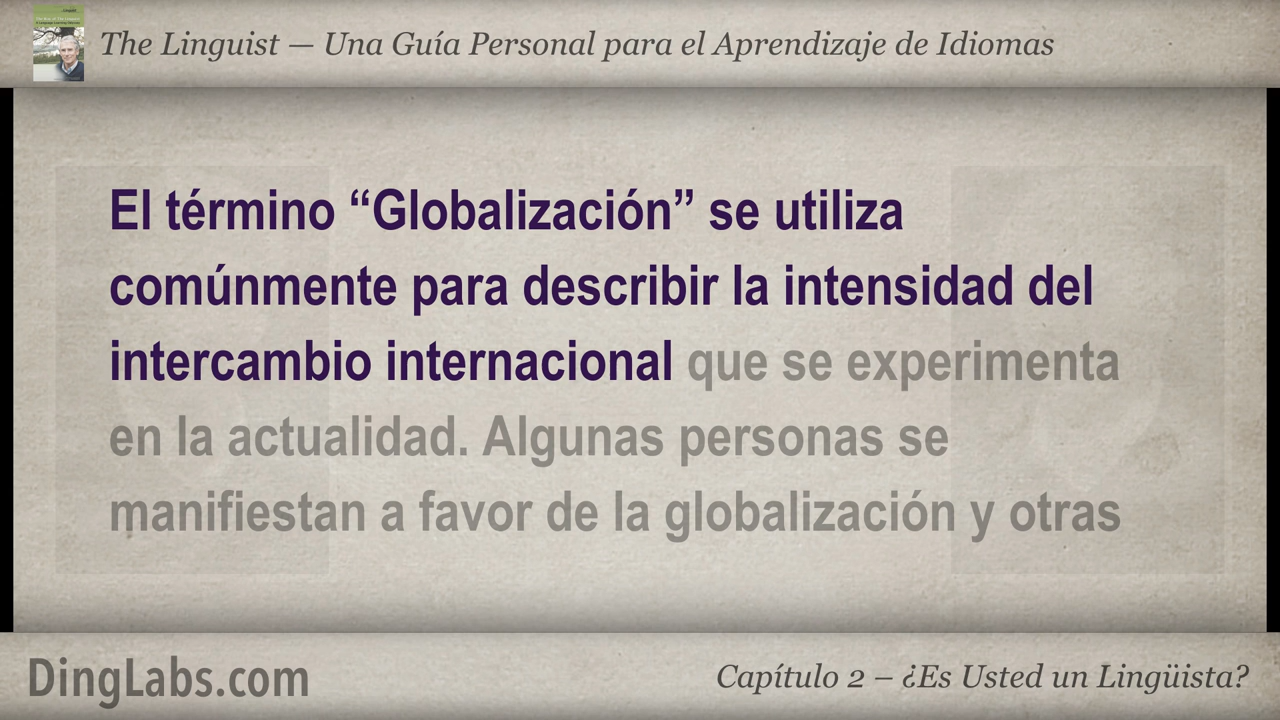 The Linguist — Una Guía Personal para el Aprendizaje de Idiomas
El término “Globalización” se utiliza
comúnmente para describir la intensidad del
intercambio internacional que se experimenta
en la actualidad. Algunas personas se
manifiestan a favor de la globalización y otras
DingLabs.com
Capítulo 2 – ¿Es Usted un Lingüista?